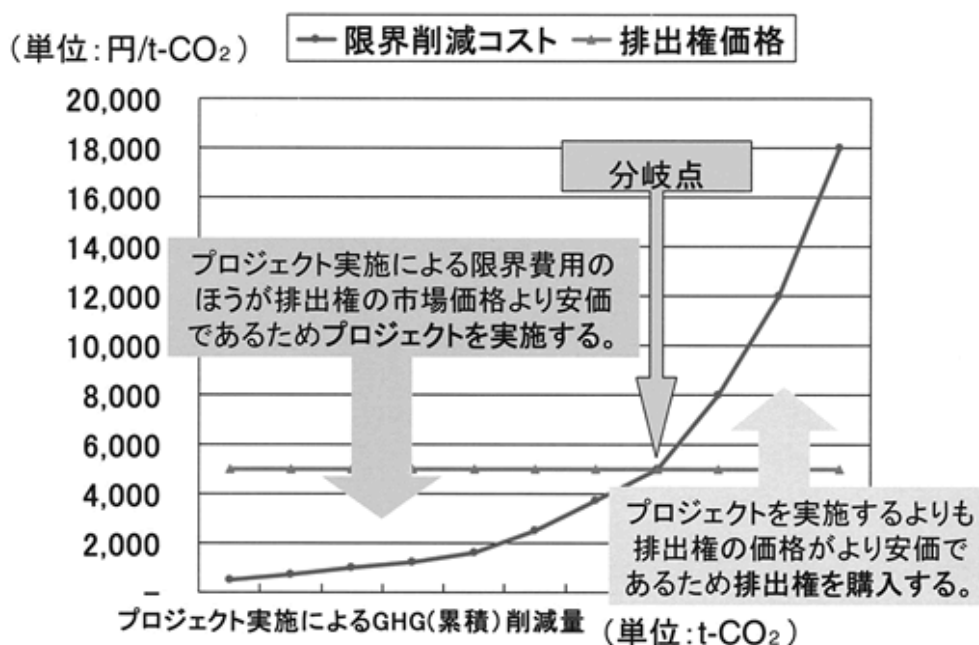 (単位:円/t-CO₂)
限界削減コスト 排出権価格
20,000
18,000
16,000
14,000
12,000
10,000
8,000
6,000
4,000
2,000
-
分岐点
プロジェクト実施による限界費用の
ほうが排出権の市場価格より安価
であるためプロジェクトを実施する。
プロジェクトを実施するよりも
排出権の価格がより安価で
あるため排出権を購入する。
プロジェクト実施によるGHG(累積)削減量 (単位:t-CO₂)